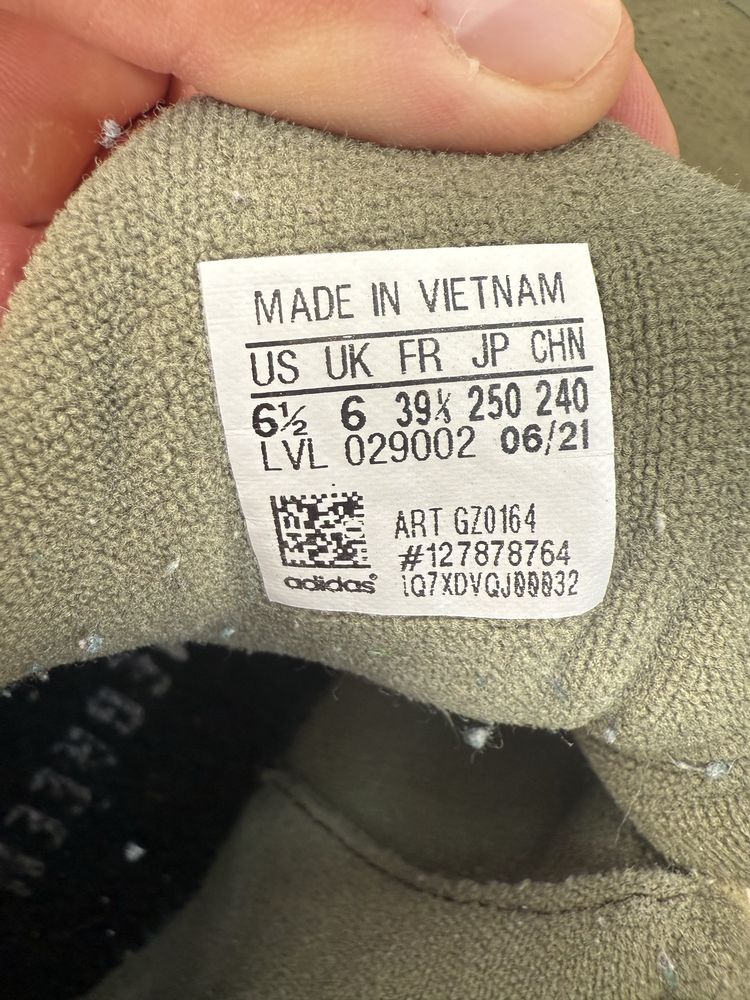 MADE IN VIETNAM
US UK FR JP CHN
6½ 6 39⅓ 250 240
LVL 029002 06/21
ART GZ0164
#127878764
adidas®